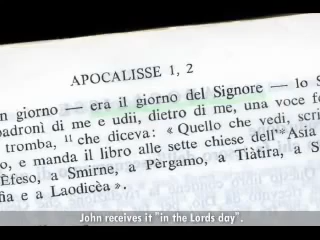 APOCALISSE 1, 2
n giorno — era il giorno del Signore — lo S
padronì di me e udii, dietro di me, una voce f
tromba, ¹¹ che diceva: « Quello che vedi, scri
o, e manda il libro alle sette chiese dell'*Asia
Èfeso, a Smirne, a Pèrgamo, a Tiàtira, a S
fia e a Laodicèa ».
John receives it "in the Lords day".